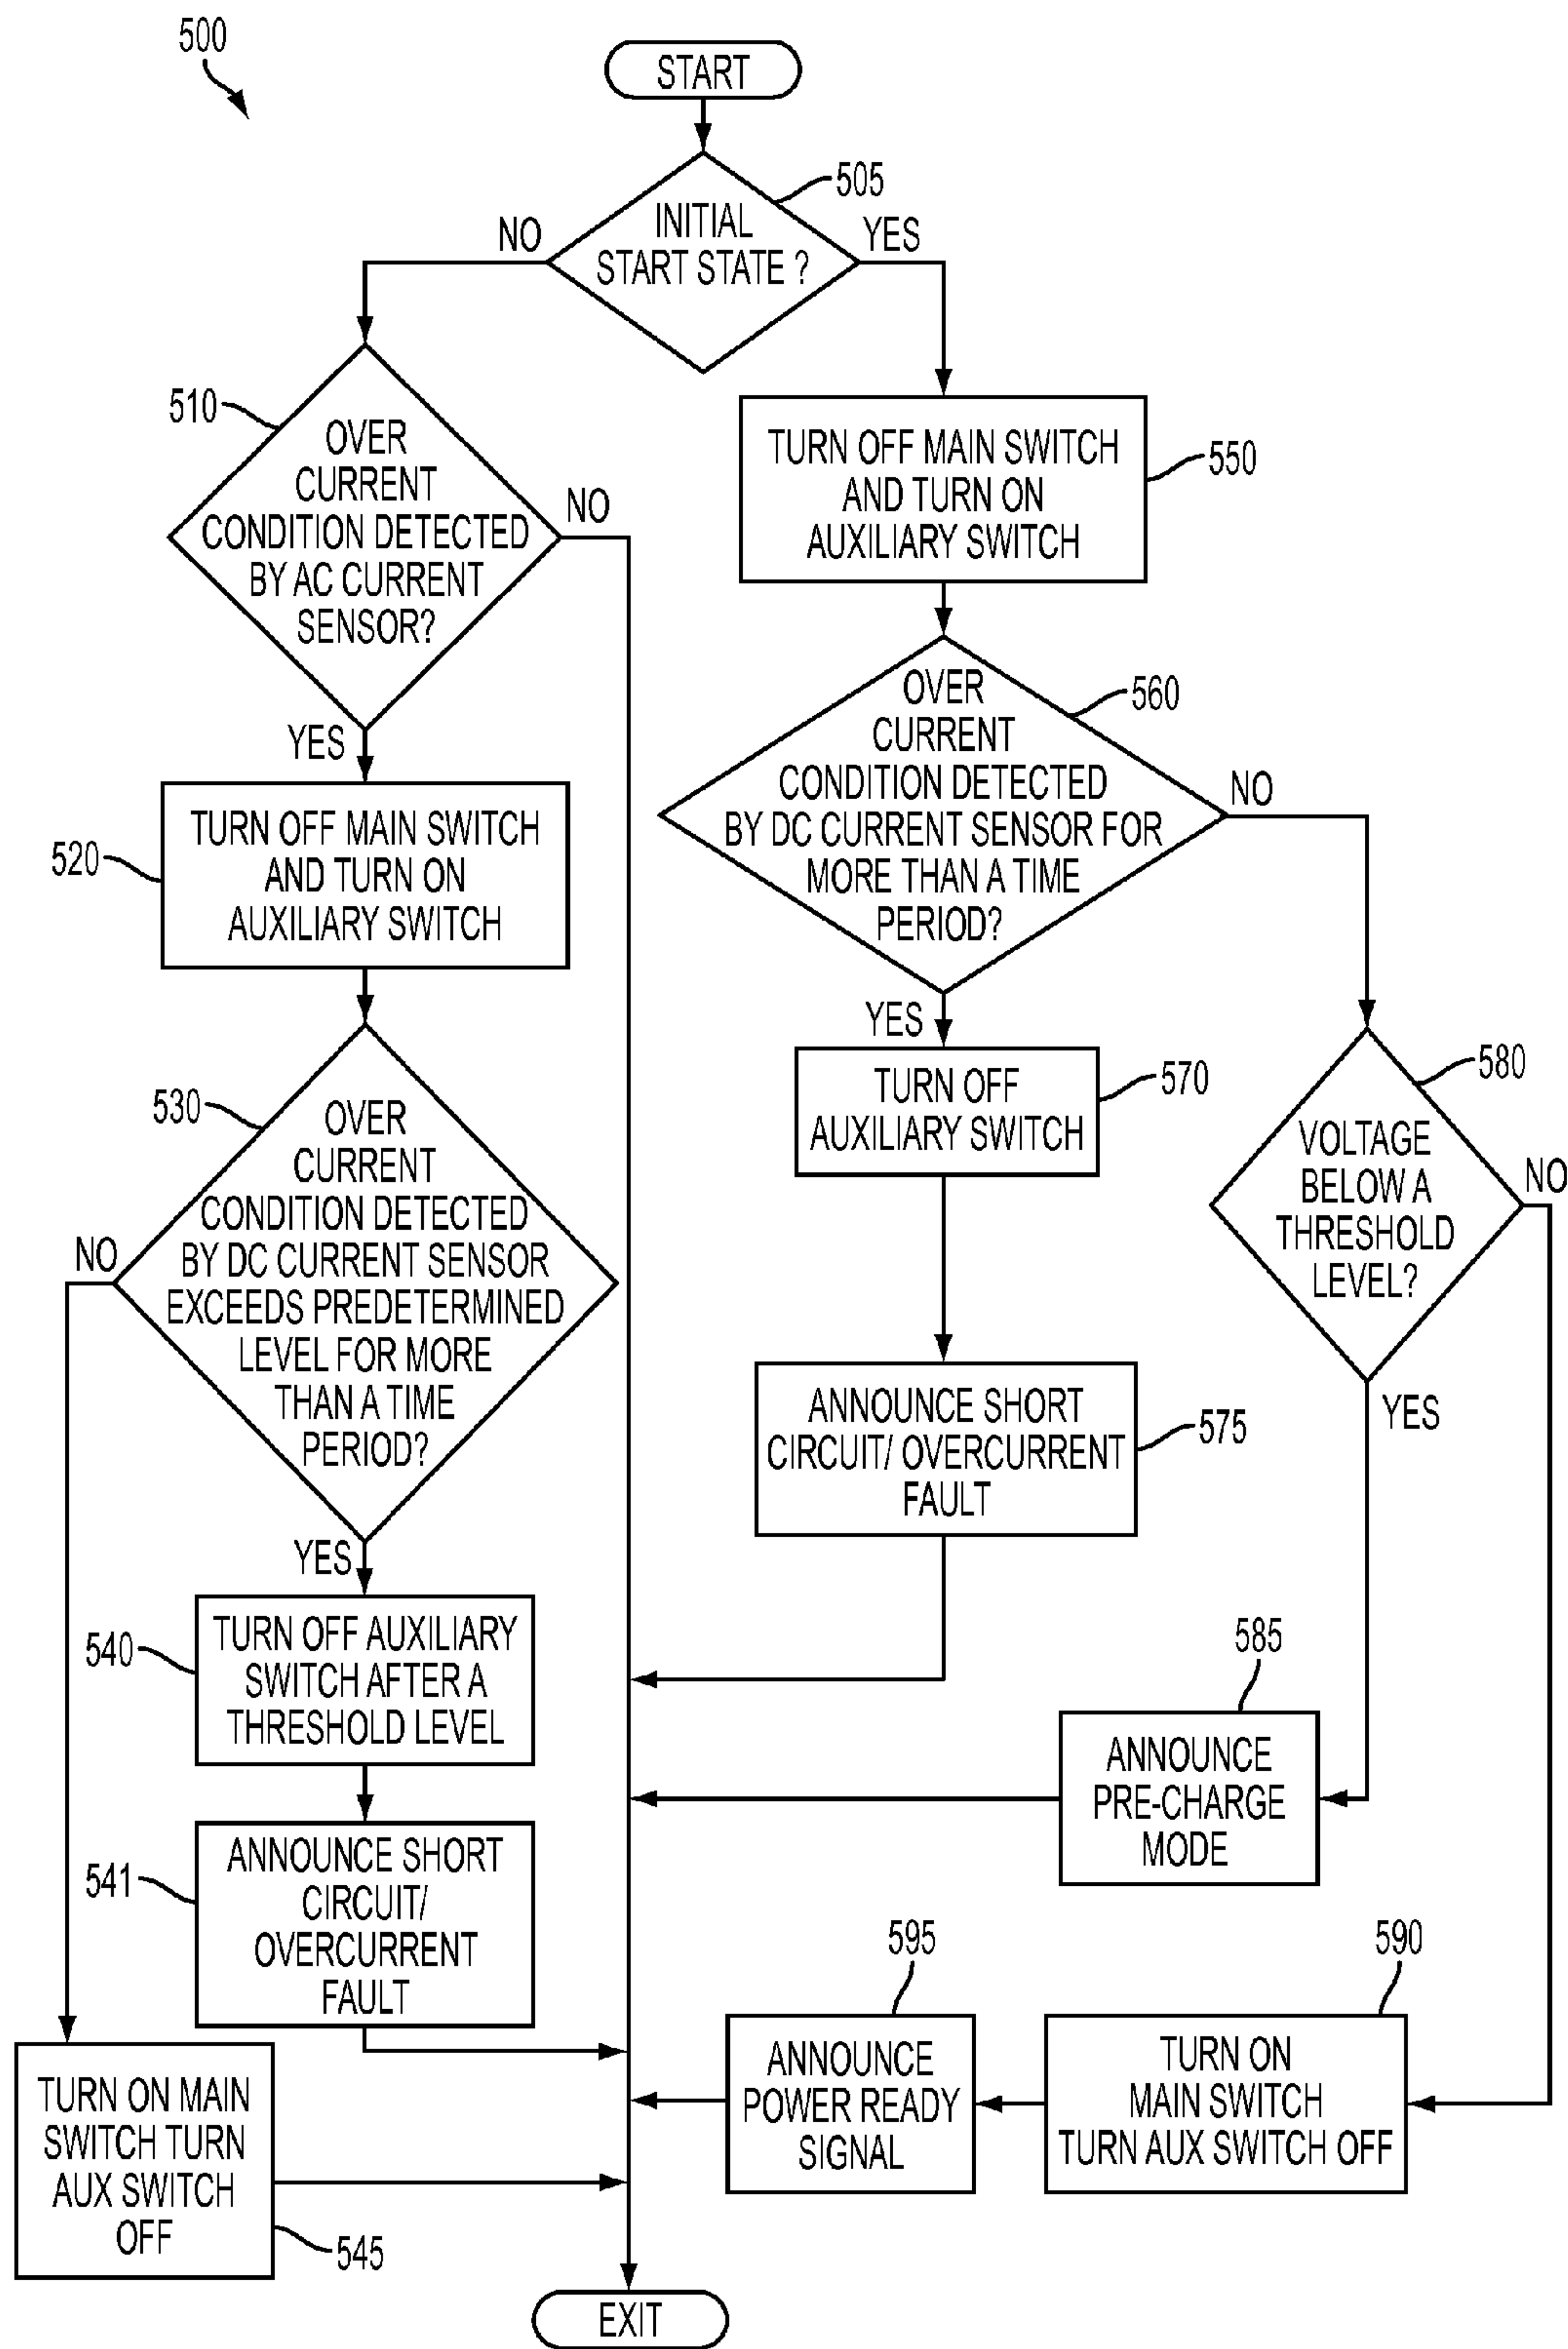 500
START
505
INITIAL
START STATE ?
NO
YES
510
OVER
CURRENT
CONDITION DETECTED
BY AC CURRENT
SENSOR?
NO
YES
550
TURN OFF MAIN SWITCH
AND TURN ON
AUXILIARY SWITCH
520
TURN OFF MAIN SWITCH
AND TURN ON
AUXILIARY SWITCH
560
OVER
CURRENT
CONDITION DETECTED
BY DC CURRENT SENSOR FOR
MORE THAN A TIME
PERIOD?
NO
YES
530
OVER
CURRENT
CONDITION DETECTED
BY DC CURRENT SENSOR
EXCEEDS PREDETERMINED
LEVEL FOR MORE
THAN A TIME
PERIOD?
NO
YES
570
TURN OFF
AUXILIARY SWITCH
580
VOLTAGE
BELOW A
THRESHOLD
LEVEL?
NO
YES
575
ANNOUNCE SHORT
CIRCUIT/ OVERCURRENT
FAULT
540
TURN OFF AUXILIARY
SWITCH AFTER A
THRESHOLD LEVEL
585
ANNOUNCE
PRE-CHARGE
MODE
541
ANNOUNCE SHORT
CIRCUIT/
OVERCURRENT
FAULT
595
ANNOUNCE
POWER READY
SIGNAL
590
TURN ON
MAIN SWITCH
TURN AUX SWITCH OFF
TURN ON MAIN
SWITCH TURN
AUX SWITCH
OFF
545
EXIT